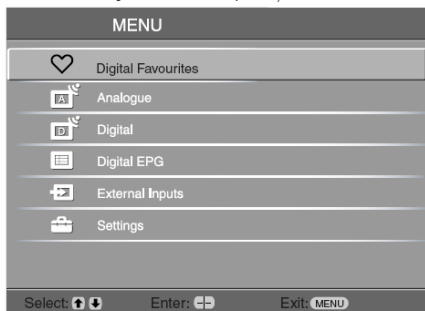 MENU
Digital Favourites
A Analogue
D Digital
Digital EPG
External Inputs
Settings
Select: Enter: Exit: MENU